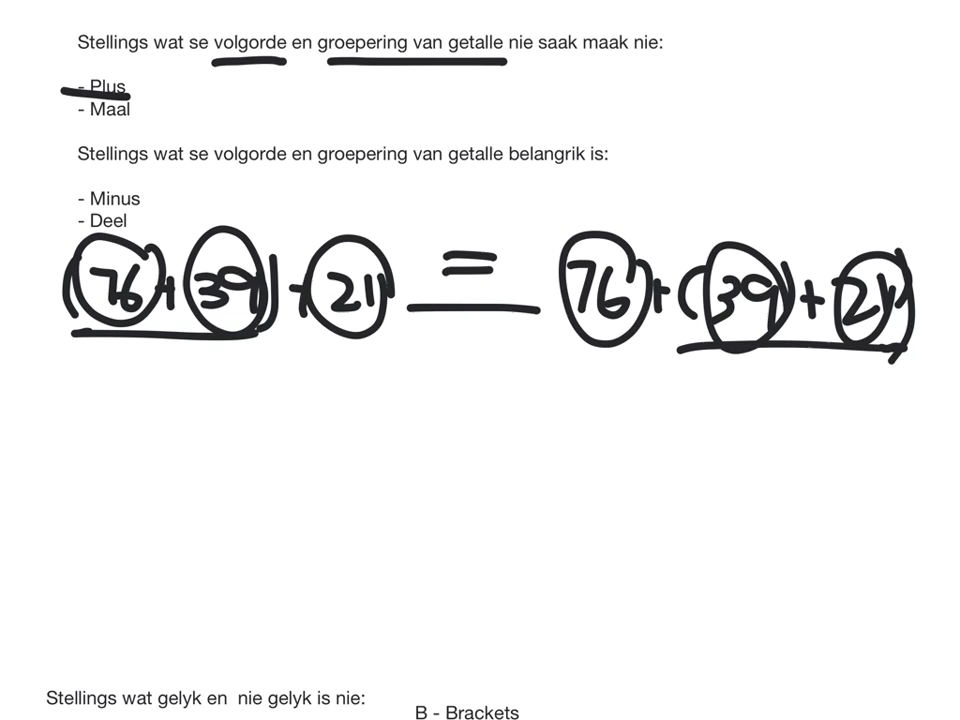 Stellings wat se volgorde en groepering van getalle nie saak maak nie:
- Plus
- Maal
Stellings wat se volgorde en groepering van getalle belangrik is:
- Minus
- Deel
(76+39)+21 = 76+(39+21)
Stellings wat gelyk en nie gelyk is nie:
B - Brackets